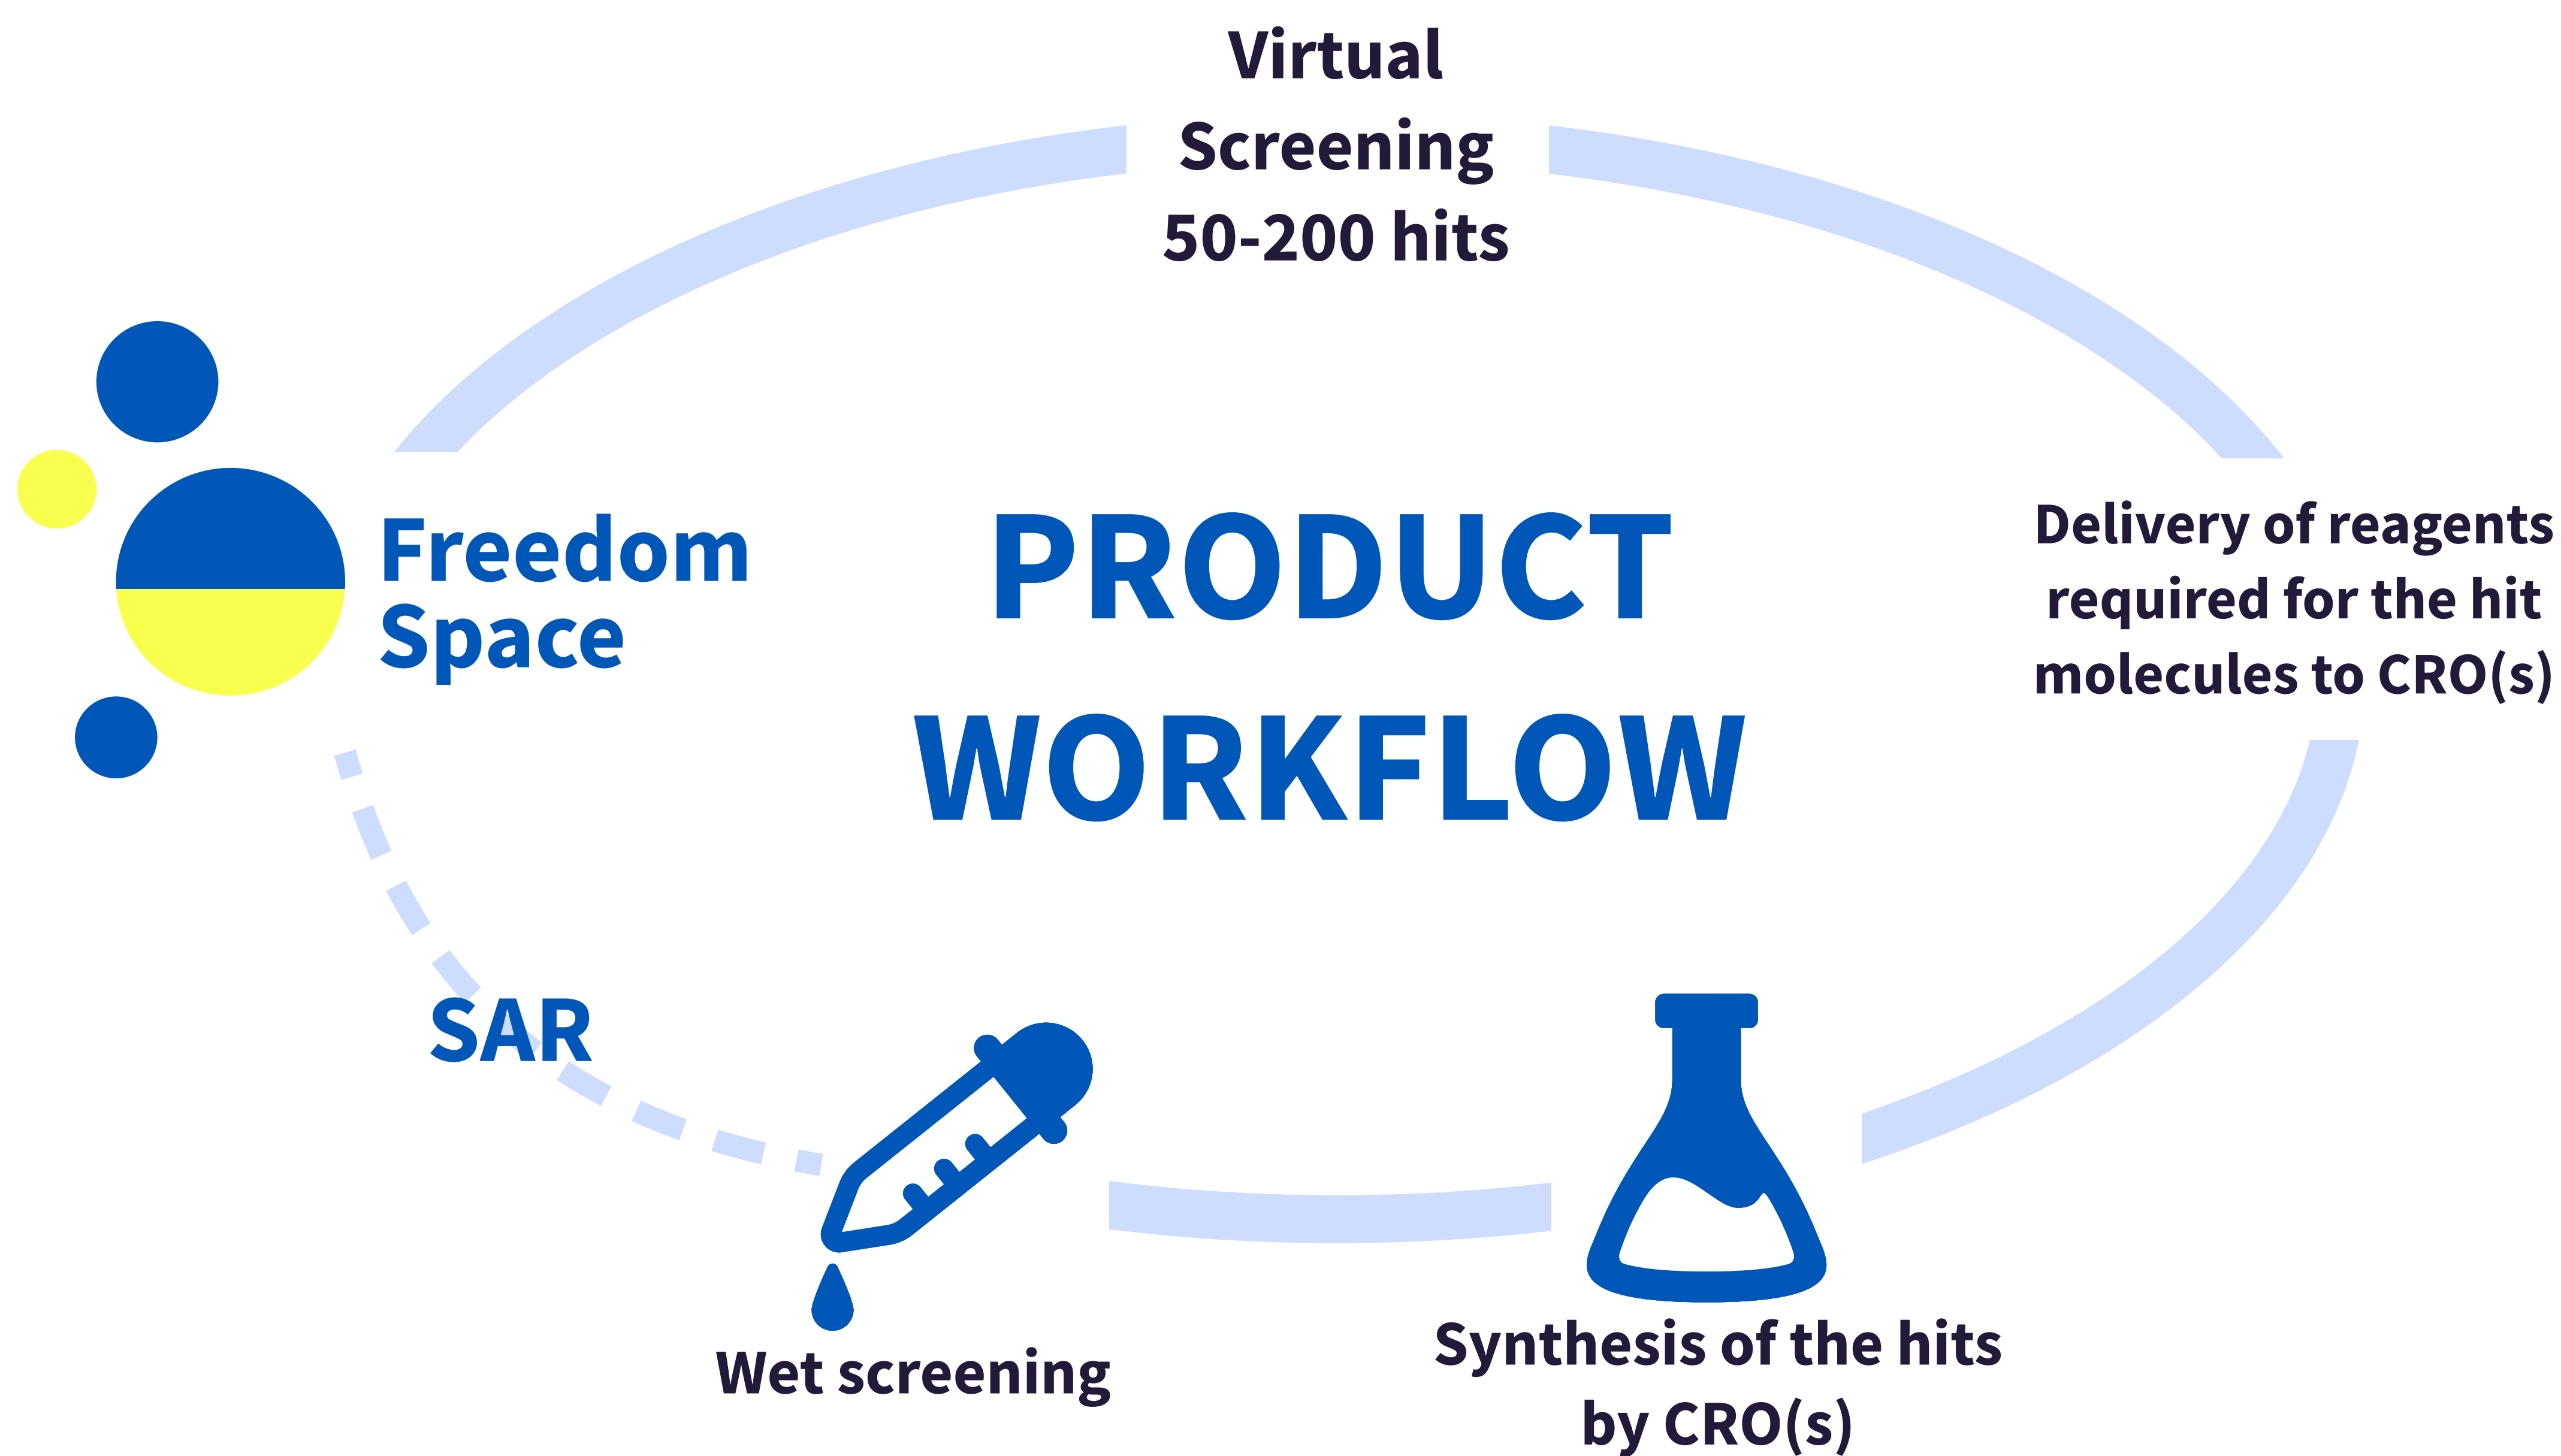 Virtual
Screening
50-200 hits
Freedom
Space
PRODUCT
WORKFLOW
Delivery of reagents
required for the hit
molecules to CRO(s)
SAR
Wet screening
Synthesis of the hits
by CRO(s)